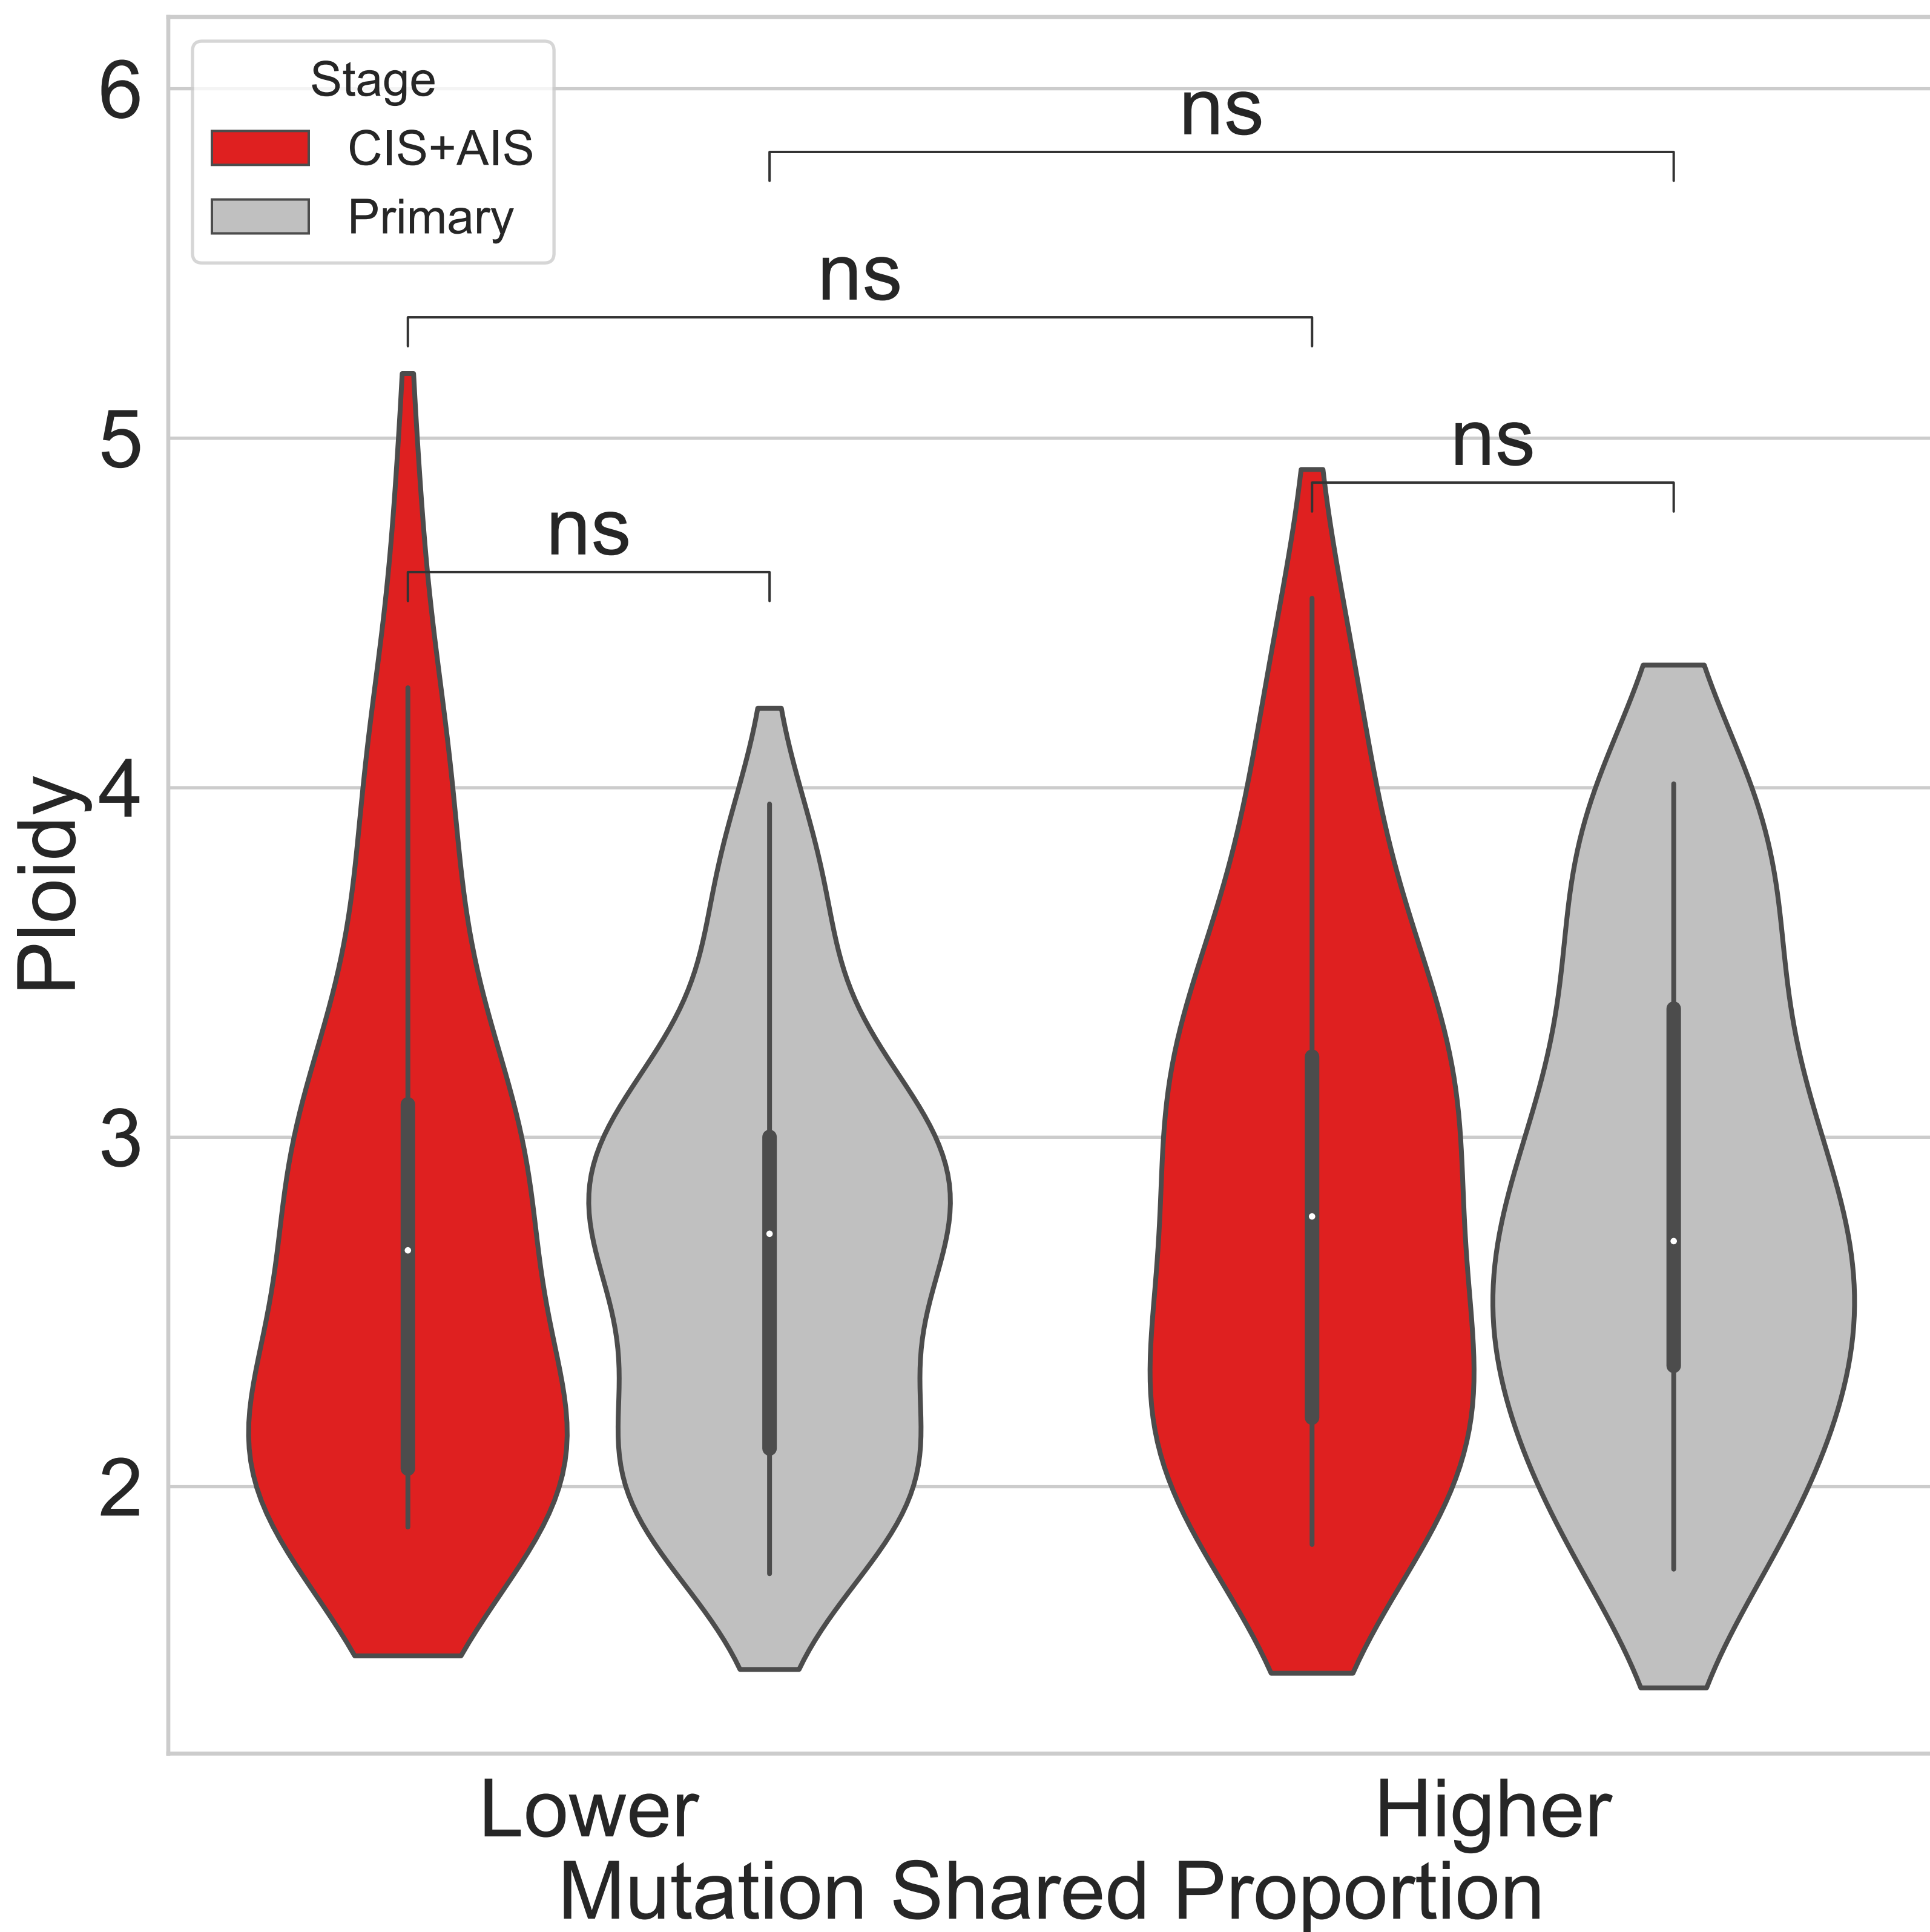 6
Stage
CIS+AIS
Primary
ns
ns
5
ns
ns
4
Ploidy
3
2
Lower
Higher
Mutation Shared Proportion